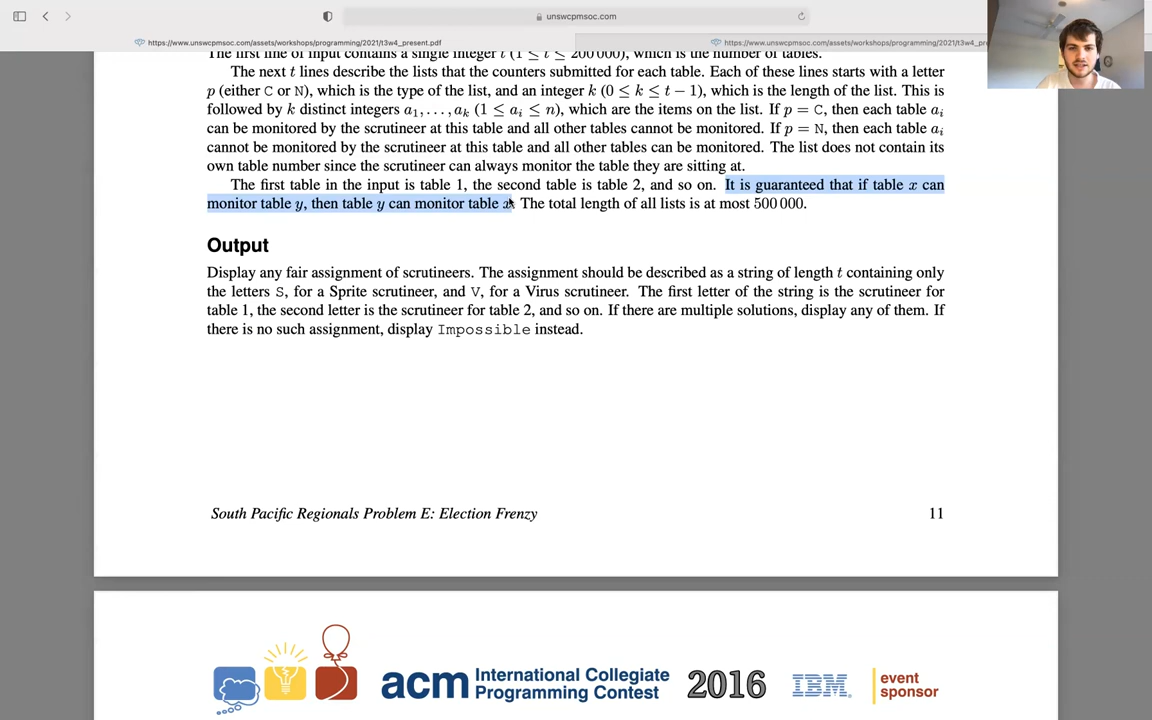 unswcpmsoc.com
https://www.unswcpmsoc.com/assets/workshops/programming/2021/t3w4_present.pdf
https://www.unswcpmsoc.com/assets/workshops/programming/2021/t3w4_pre
The first line of input contains a single integer t (1 ≤ t ≤ 200 000), which is the number of tables.
The next t lines describe the lists that the counters submitted for each table. Each of these lines starts with a letter
p (either C or N), which is the type of the list, and an integer k (0 ≤ k ≤ t − 1), which is the length of the list. This is
followed by k distinct integers a₁, . . . , aₖ (1 ≤ aᵢ ≤ n), which are the items on the list. If p = C, then each table aᵢ
can be monitored by the scrutineer at this table and all other tables cannot be monitored. If p = N, then each table aᵢ
cannot be monitored by the scrutineer at this table and all other tables can be monitored. The list does not contain its
own table number since the scrutineer can always monitor the table they are sitting at.
The first table in the input is table 1, the second table is table 2, and so on. It is guaranteed that if table x can
monitor table y, then table y can monitor table x. The total length of all lists is at most 500 000.
Output
Display any fair assignment of scrutineers. The assignment should be described as a string of length t containing only
the letters S, for a Sprite scrutineer, and V, for a Virus scrutineer. The first letter of the string is the scrutineer for
table 1, the second letter is the scrutineer for table 2, and so on. If there are multiple solutions, display any of them. If
there is no such assignment, display Impossible instead.
South Pacific Regionals Problem E: Election Frenzy 11
acm International Collegiate Programming Contest 2016 IBM event sponsor